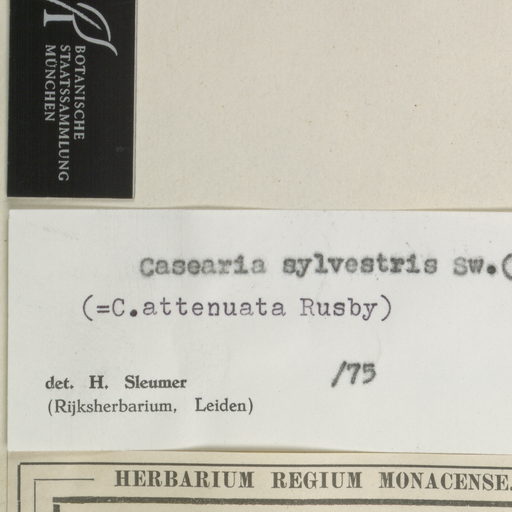 BOTANISCHE
STAATSSAMMLUNG
MÜNCHEN
Casearia sylvestris Sw.(
(=C.attenuata Rusby)
det. H. Sleumer
/75
(Rijksherbarium, Leiden)
HERBARIUM REGIUM MONACENSE.